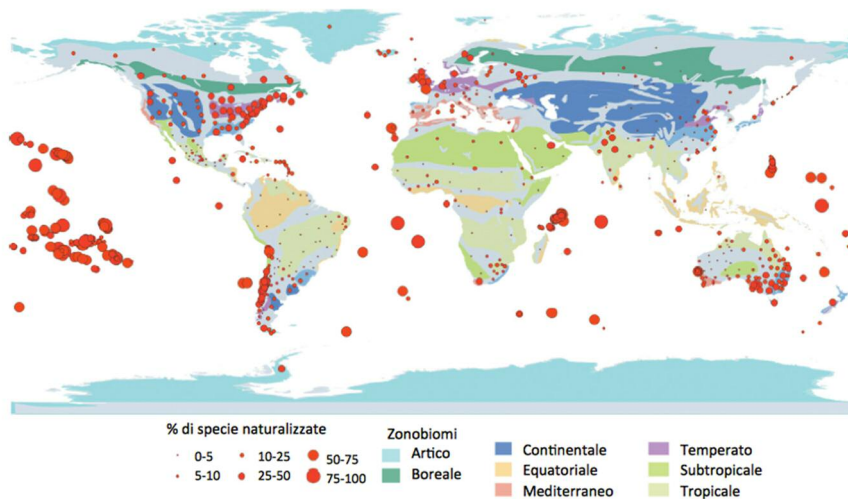 % di specie naturalizzate
0-5
10-25
50-75
5-10
25-50
75-100
Zonobiomi
Artico
Boreale
Continentale
Equatoriale
Mediterraneo
Temperato
Subtropicale
Tropicale